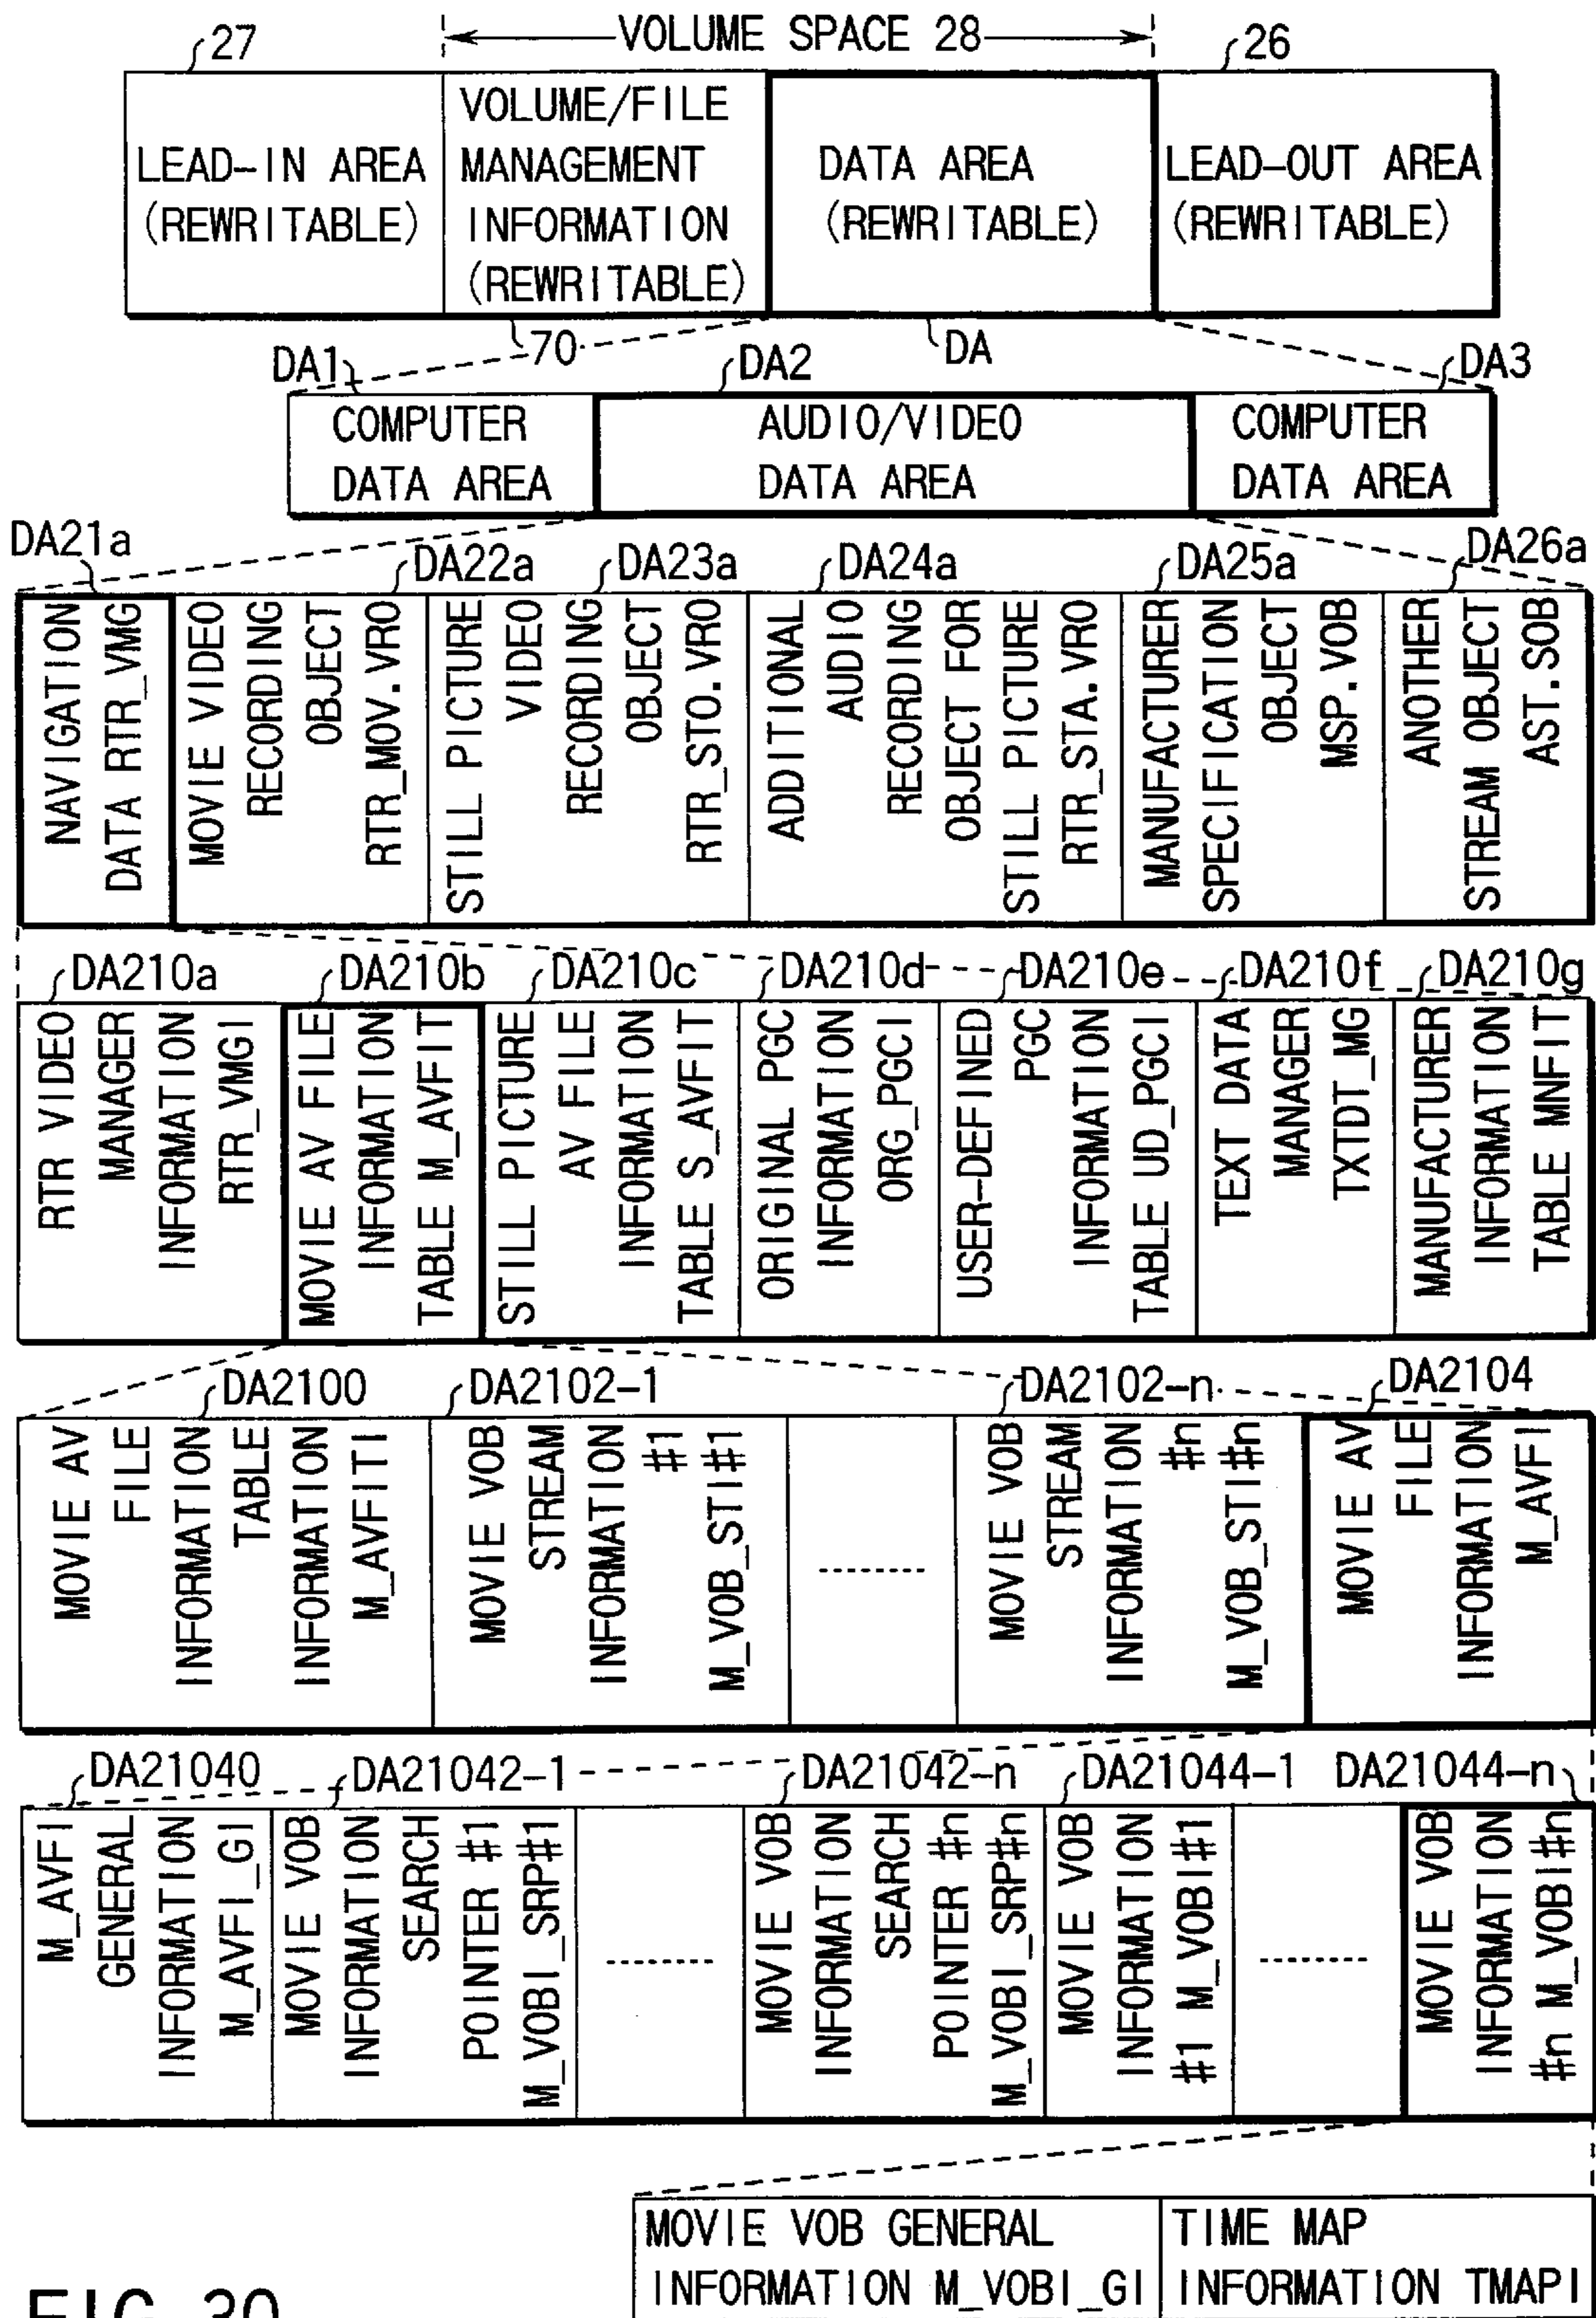 27
VOLUME SPACE 28
26
LEAD-IN AREA
(REWRITABLE)
VOLUME/FILE
MANAGEMENT
INFORMATION
(REWRITABLE)
DATA AREA
(REWRITABLE)
LEAD-OUT AREA
(REWRITABLE)
70
DA
DA1
DA2
DA3
COMPUTER
DATA AREA
AUDIO/VIDEO
DATA AREA
COMPUTER
DATA AREA
DA21a
DA22a
DA23a
DA24a
DA25a
DA26a
NAVIGATION
DATA RTR_VMG
MOVIE VIDEO
RECORDING
OBJECT
RTR_MOV.VRO
STILL PICTURE
VIDEO
RECORDING
OBJECT
RTR_STO.VRO
ADDITIONAL
AUDIO
RECORDING
OBJECT FOR
STILL PICTURE
RTR_STA.VRO
MANUFACTURER
SPECIFICATION
OBJECT
MSP.VOB
ANOTHER
STREAM OBJECT
AST.SOB
DA210a
DA210b
DA210c
DA210d
DA210e
DA210f
DA210g
RTR VIDEO
MANAGER
INFORMATION
RTR_VMGI
MOVIE AV FILE
INFORMATION
TABLE M_AVFIT
STILL PICTURE
AV FILE
INFORMATION
TABLE S_AVFIT
ORIGINAL PGC
INFORMATION
ORG_PGCI
USER-DEFINED
PGC
INFORMATION
TABLE UD_PGCI
TEXT DATA
MANAGER
TXTDT_MG
MANUFACTURER
INFORMATION
TABLE MNFIT
DA2100
DA2102-1
DA2102-n
DA2104
MOVIE AV
FILE
INFORMATION
TABLE
INFORMATION
M_AVFITI
MOVIE VOB
STREAM
INFORMATION
#1
M_VOB_STI#1
MOVIE VOB
STREAM
INFORMATION
#n
M_VOB_STI#n
MOVIE AV
FILE
INFORMATION
M_AVFI
DA21040
DA21042-1
DA21042-n
DA21044-1
DA21044-n
M_AVFI
GENERAL
INFORMATION
M_AVFI_GI
MOVIE VOB
INFORMATION
SEARCH
POINTER #1
M_VOBI_SRP#1
MOVIE VOB
INFORMATION
SEARCH
POINTER #n
M_VOBI_SRP#n
MOVIE VOB
INFORMATION
#1 M_VOBI#1
MOVIE VOB
INFORMATION
#n M_VOBI#n
MOVIE VOB GENERAL
INFORMATION M_VOBI_GI
TIME MAP
INFORMATION TMAPI
FIG. 30